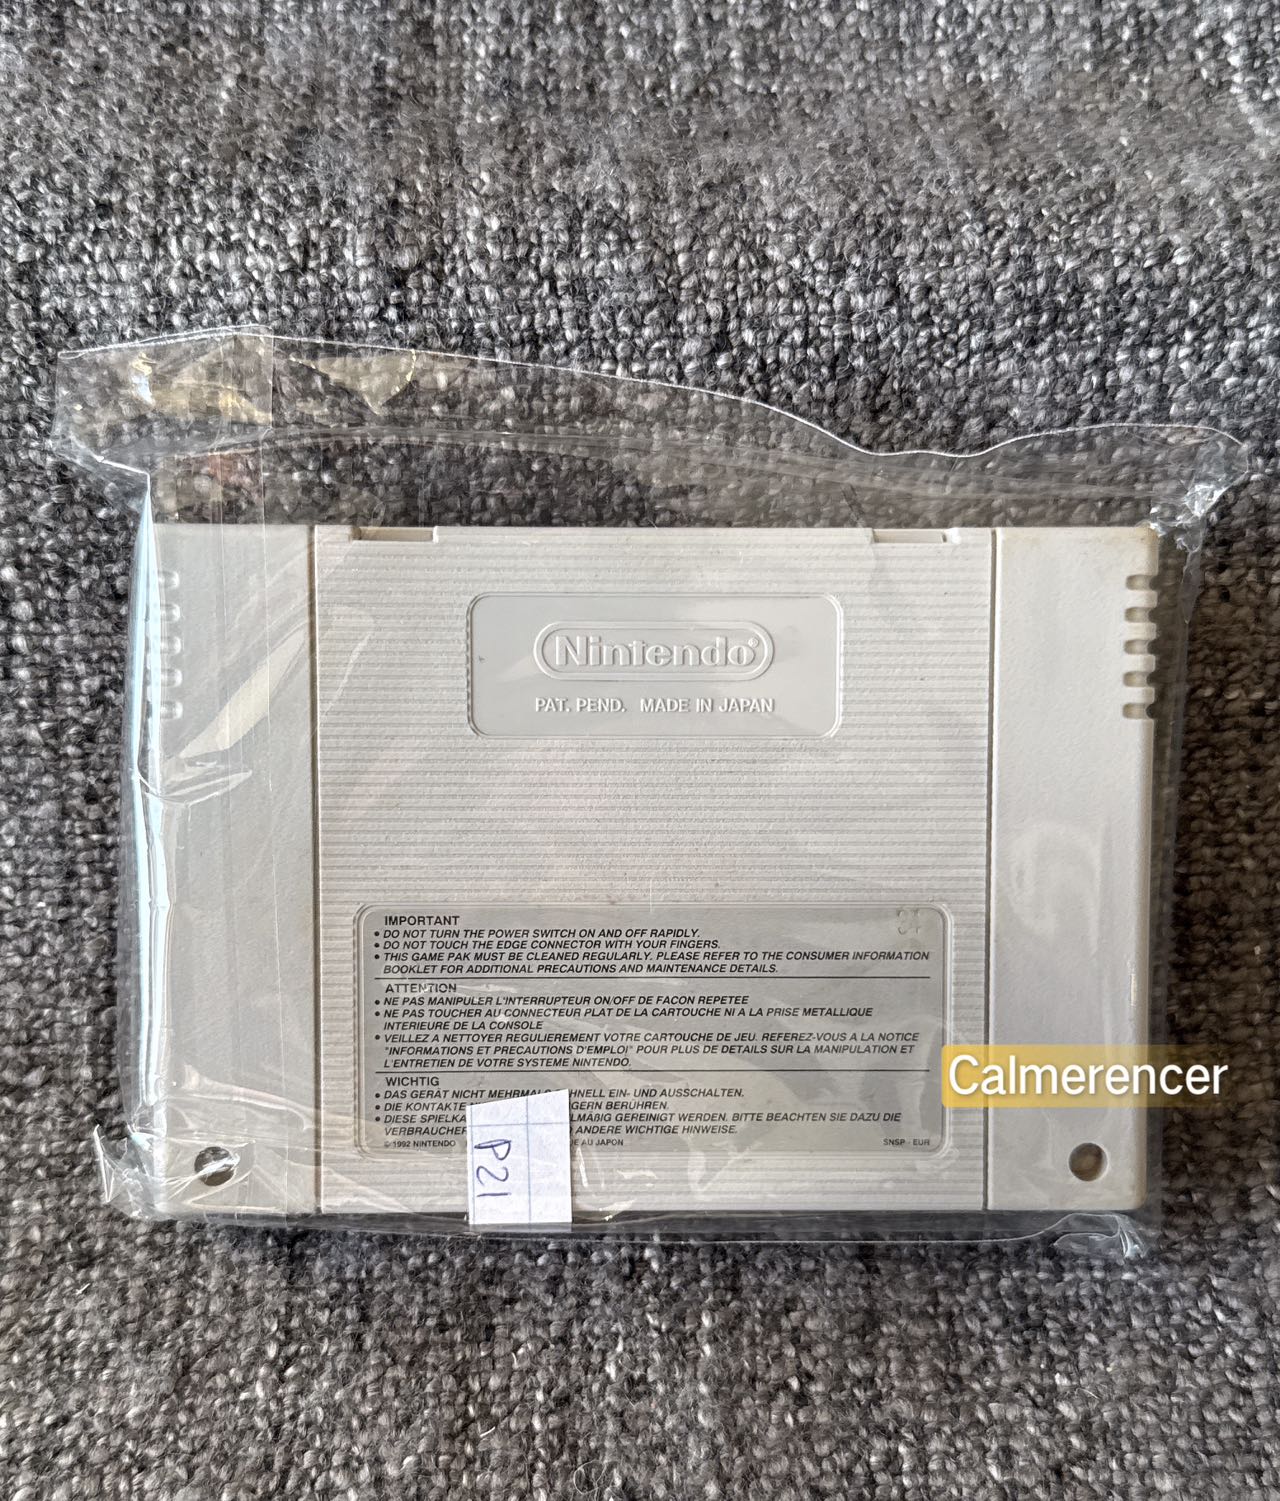 Nintendo®
PAT. PEND. MADE IN JAPAN
IMPORTANT
• DO NOT TURN THE POWER SWITCH ON AND OFF RAPIDLY.
• DO NOT TOUCH THE EDGE CONNECTOR WITH YOUR FINGERS.
• THIS GAME PAK MUST BE CLEANED REGULARLY. PLEASE REFER TO THE CONSUMER INFORMATION
BOOKLET FOR ADDITIONAL PRECAUTIONS AND MAINTENANCE DETAILS.
ATTENTION
• NE PAS MANIPULER L'INTERRUPTEUR ON/OFF DE FACON REPETEE
• NE PAS TOUCHER AU CONNECTEUR PLAT DE LA CARTOUCHE NI A LA PRISE METALLIQUE
INTERIEURE DE LA CONSOLE
• VEILLEZ A NETTOYER REGULIEREMENT VOTRE CARTOUCHE DE JEU. REFEREZ-VOUS A LA NOTICE
"INFORMATIONS ET PRECAUTIONS D'EMPLOI" POUR PLUS DE DETAILS SUR LA MANIPULATION ET
L'ENTRETIEN DE VOTRE SYSTEME NINTENDO.
WICHTIG
• DAS GERÄT NICHT EIN- UND AUSSCHALTEN.
• DIE KONTAKTE BERÜHREN.
• DIESE GEREINIGT WERDEN. BITTE BEACHTEN SIE DAZU DIE
ANDERE WICHTIGE HINWEISE.
© 1992 NINTENDO AU JAPON SNSP - EUR
P21
Calmerencer